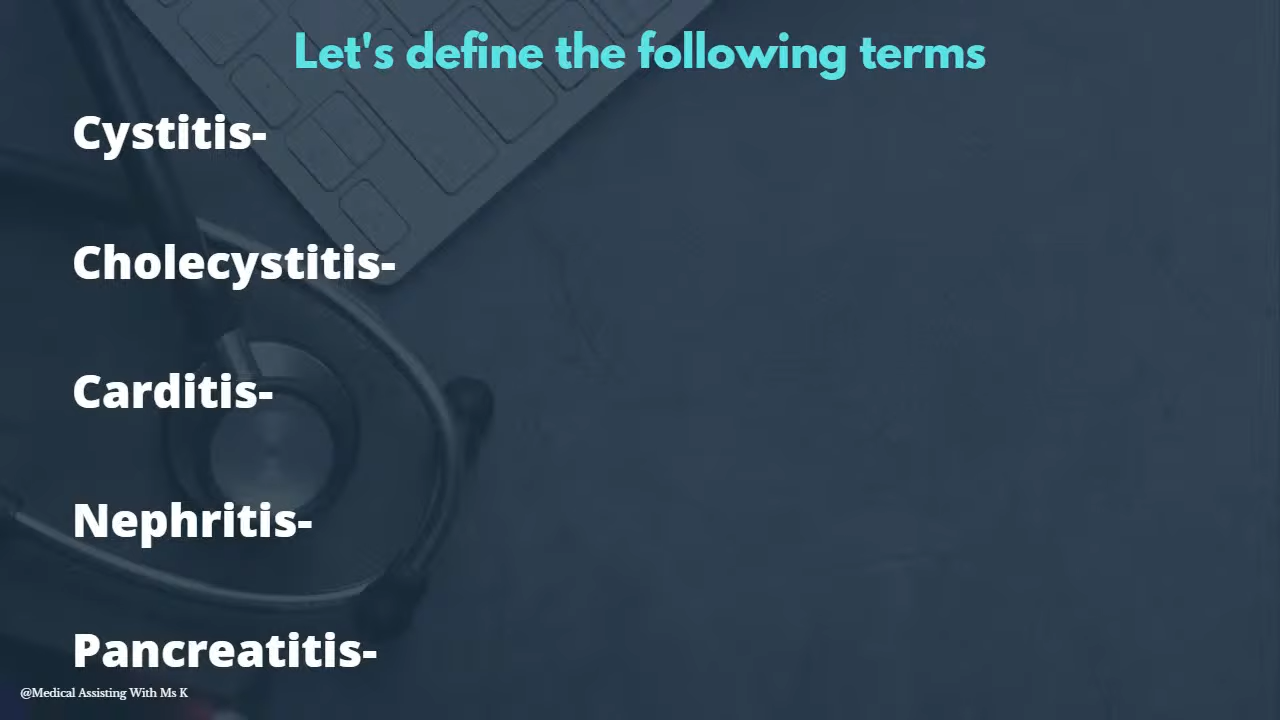 Let's define the following terms
Cystitis-
Cholecystitis-
Carditis-
Nephritis-
Pancreatitis-
@Medical Assisting With Ms K